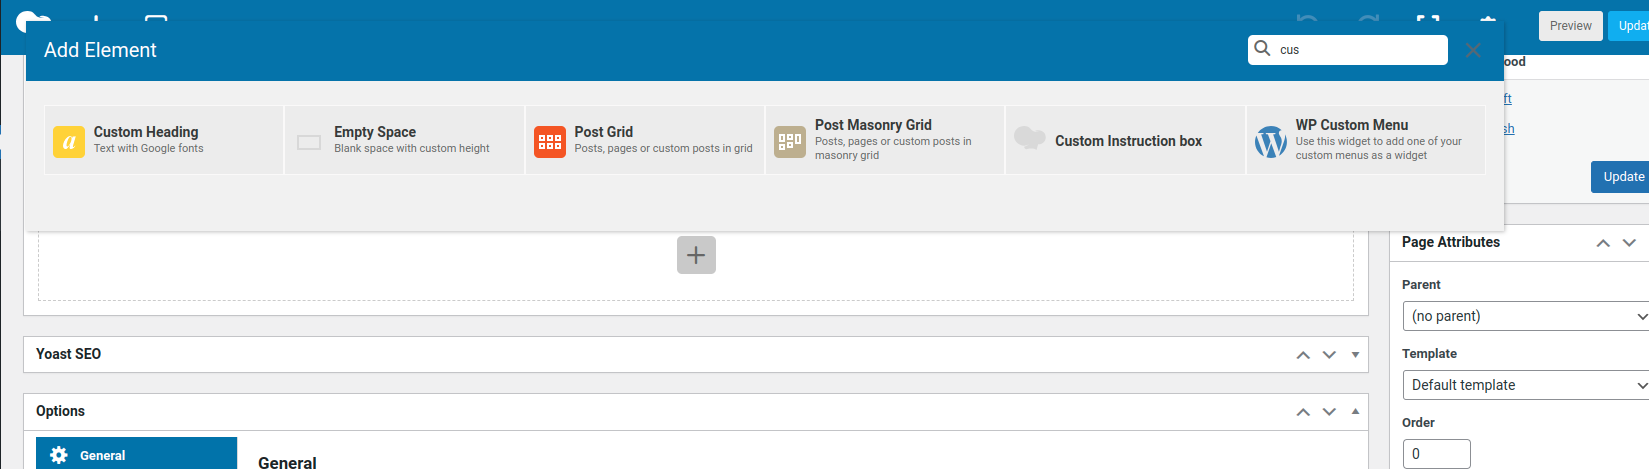 Preview
Add Element
cus
Custom Heading
Text with Google fonts
Empty Space
Blank space with custom height
Post Grid
Posts, pages or custom posts in grid
Post Masonry Grid
Posts, pages or custom posts in
masonry grid
Custom Instruction box
WP Custom Menu
Use this widget to add one of your
custom menus as a widget
ood
ft
sh
Update
Page Attributes
Parent
(no parent)
Template
Default template
Order
0
Yoast SEO
Options
General
General